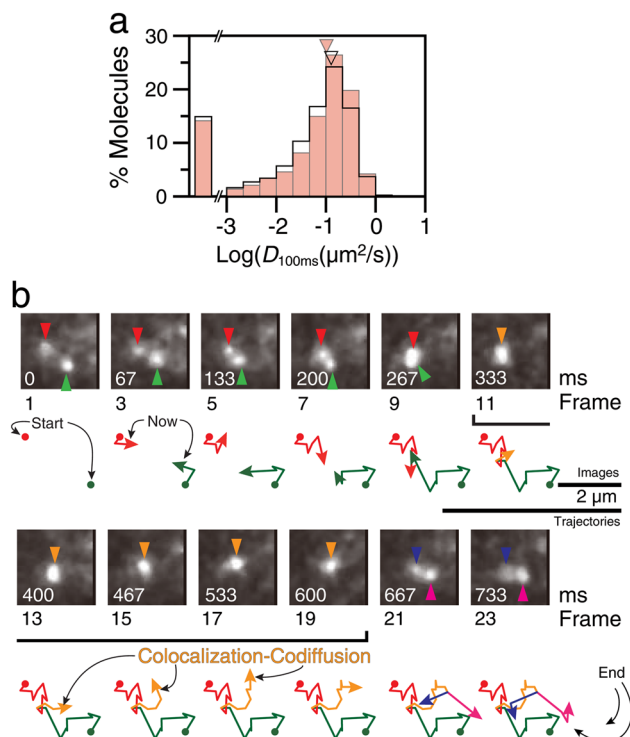 a
30
20
10
0
% Molecules
-3 -2 -1 0 1
Log(D100ms(µm²/s))
b
0 67 133 200 267 333 ms
1 3 5 7 9 11 Frame
Start Now
Images
2 µm
Trajectories
400 467 533 600 667 733 ms
13 15 17 19 21 23 Frame
Colocalization-Codiffusion
End